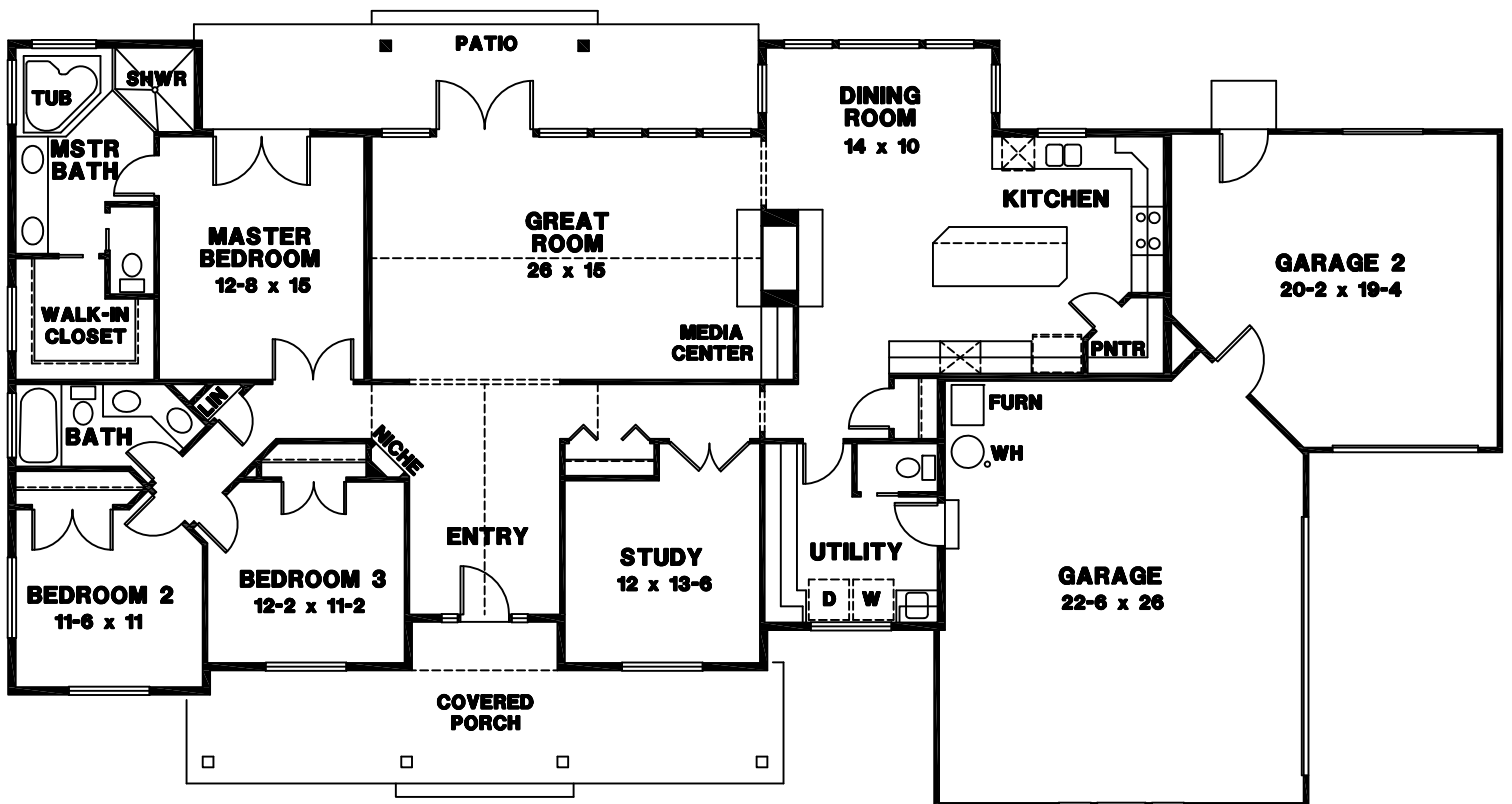 PATIO
SHWR
TUB
MSTR
BATH
DINING
ROOM
14 x 10
KITCHEN
MASTER
BEDROOM
12-8 x 15
GREAT
ROOM
26 x 15
GARAGE 2
20-2 x 19-4
WALK-IN
CLOSET
MEDIA
CENTER
PNTR
LIN
BATH
NICHE
FURN
WH
ENTRY
STUDY
12 x 13-6
UTILITY
D
W
BEDROOM 2
11-6 x 11
BEDROOM 3
12-2 x 11-2
GARAGE
22-6 x 26
COVERED
PORCH